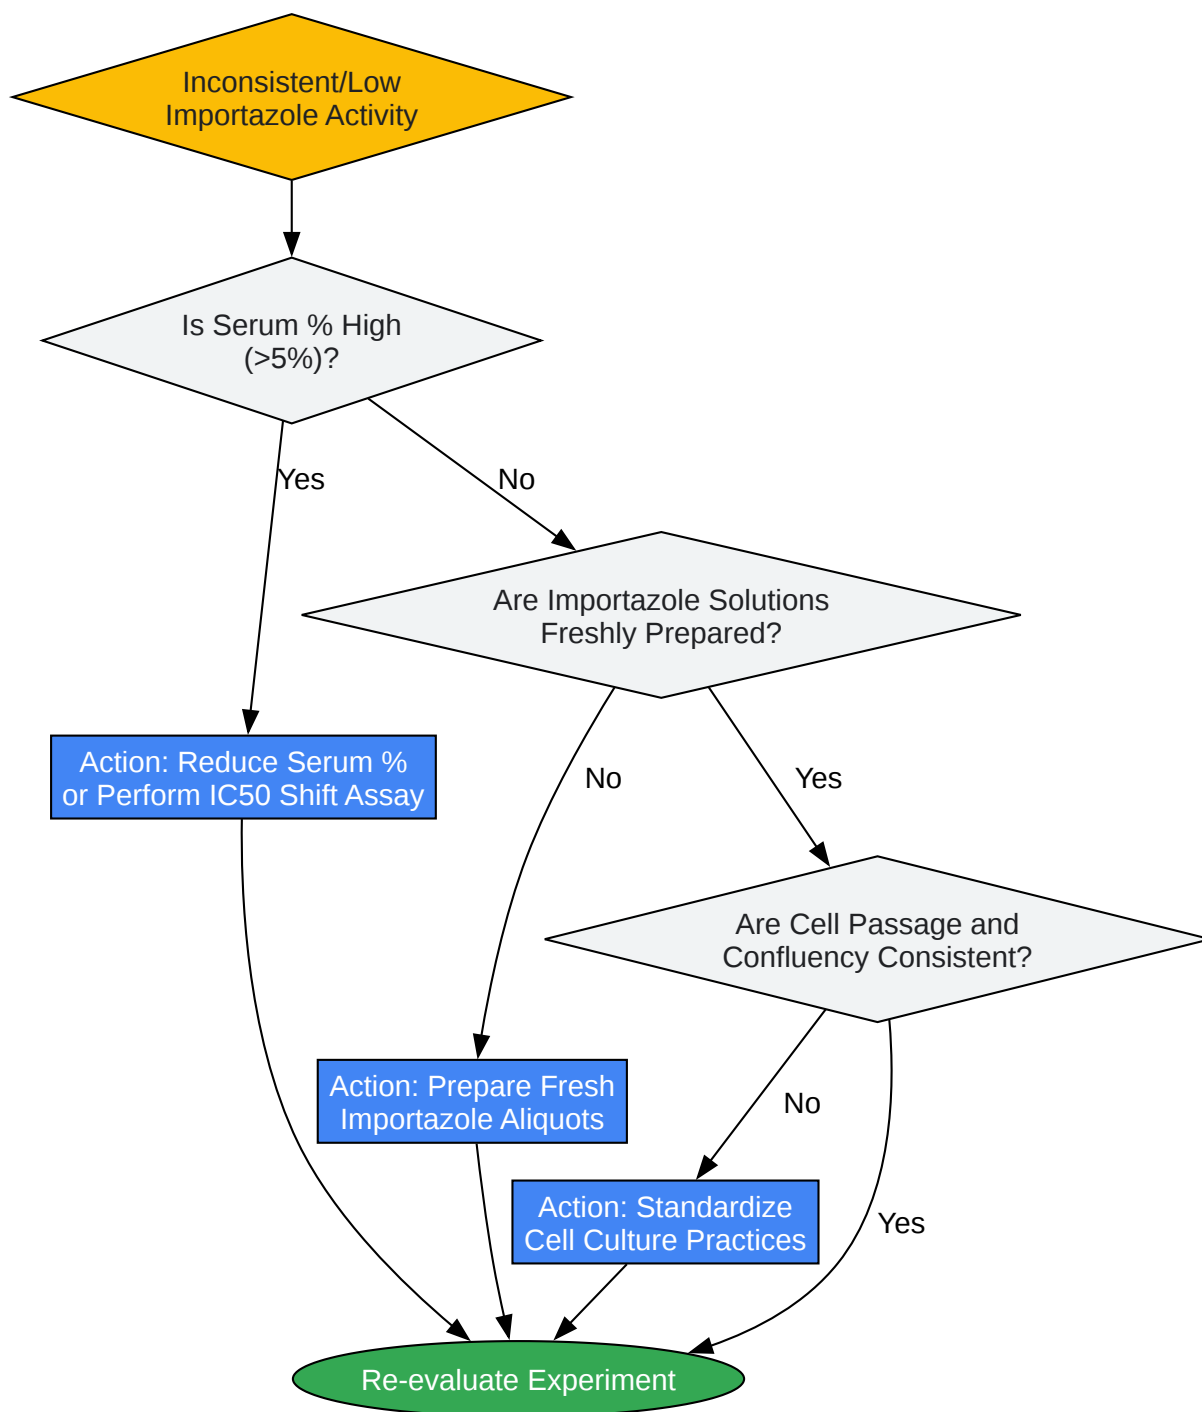 Inconsistent/Low
Importazole Activity
Is Serum % High
(>5%)?
Yes
No
Are Importazole Solutions
Freshly Prepared?
Action: Reduce Serum %
or Perform IC50 Shift Assay
No
Yes
Are Cell Passage and
Confluency Consistent?
Action: Prepare Fresh
Importazole Aliquots
No
Action: Standardize
Cell Culture Practices
Yes
Re-evaluate Experiment